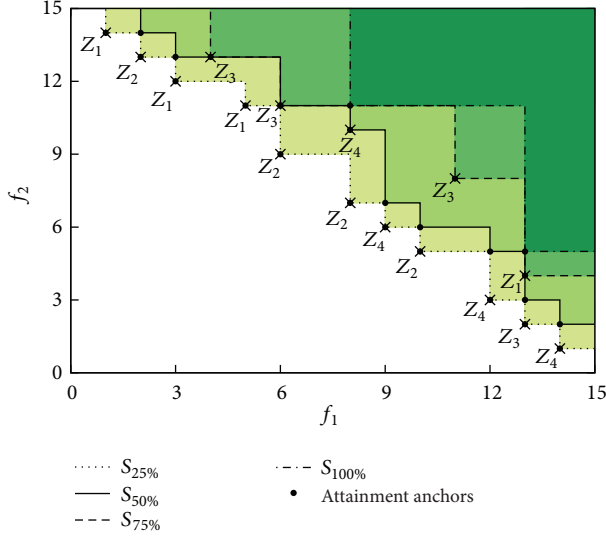 15
12
9
6
3
0
f₂
Z₁
Z₂
Z₃
Z₁
Z₁
Z₃
Z₄
Z₂
Z₃
Z₂
Z₄
Z₂
Z₁
Z₄
Z₃
Z₄
0 3 6 9 12 15
f₁
S₂₅%
S₅₀%
S₇₅%
S₁₀₀%
Attainment anchors